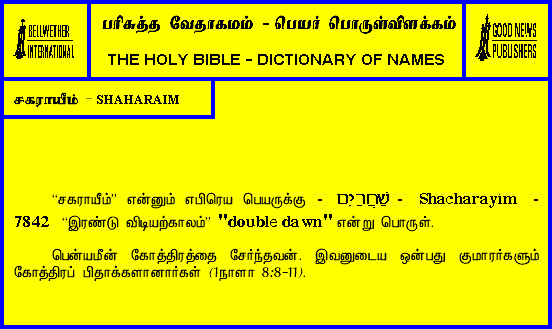 BELLWETHER
INTERNATIONAL
பரிசுத்த வேதாகமம் - பெயர் பொருள்விளக்கம்
THE HOLY BIBLE - DICTIONARY OF NAMES
GOOD NEWS
PUBLISHERS
சகராயீம் - SHAHARAIM
“சகராயீம்” என்னும் எபிரெய பெயருக்கு - שַׁחֲרַיִם - Shacharayim -
7842 “இரண்டு விடியற்காலம்” "double dawn" என்று பொருள்.
பென்யமீன் கோத்திரத்தை சேர்ந்தவன். இவனுடைய ஒன்பது குமாரர்களும்
கோத்திரப் பிதாக்களானார்கள் (1நாளா 8:8-11).